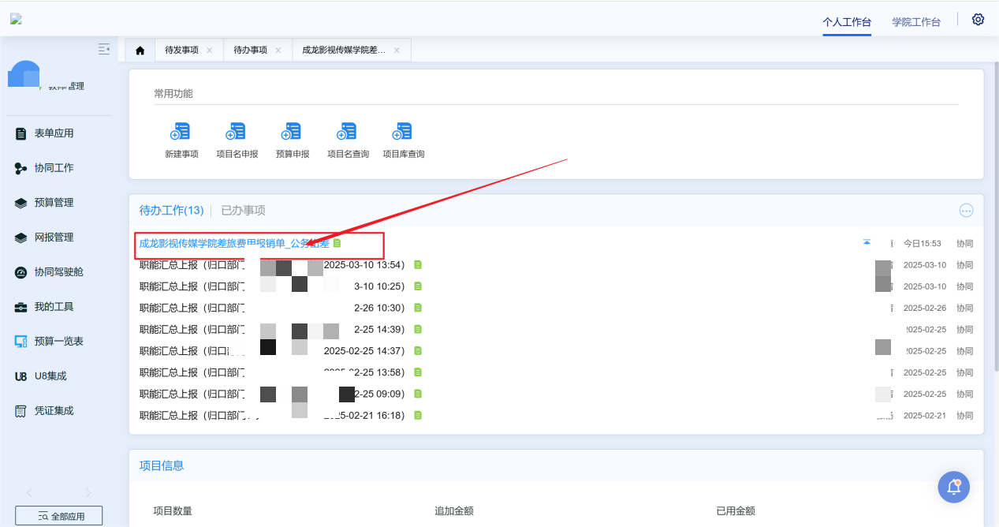 个人工作台 学院工作台
待发事项 × 待办事项 × 成龙影视传媒学院差... ×
管理
常用功能
新建事项 项目名申报 预算申报 项目名查询 项目库查询
表单应用
协同工作
预算管理
网报管理
协同驾驶舱
我的工具
预算一览表
U8 U8集成
凭证集成
全部应用
待办工作(13) 已办事项
成龙影视传媒学院差旅费 报销单_公务出差 今日15:53 协同
职能汇总上报（归口部门 2025-03-10 13:54) 2025-03-10 协同
职能汇总上报（归口部门 3-10 10:25) 2025-03-10 协同
职能汇总上报（归口部门 2-26 10:30) 2025-02-26 协同
职能汇总上报（归口部门 2-25 14:39) 2025-02-25 协同
职能汇总上报（归口 2025-02-25 14:37) 2025-02-25 协同
职能汇总上报（归口部门 2-25 13:58) 2025-02-25 协同
职能汇总上报（归口部门 2-25 09:09) 2025-02-25 协同
职能汇总上报（归口部门 5-02-21 16:18) 2025-02-21 协同
项目信息
项目数量 追加金额 已用金额